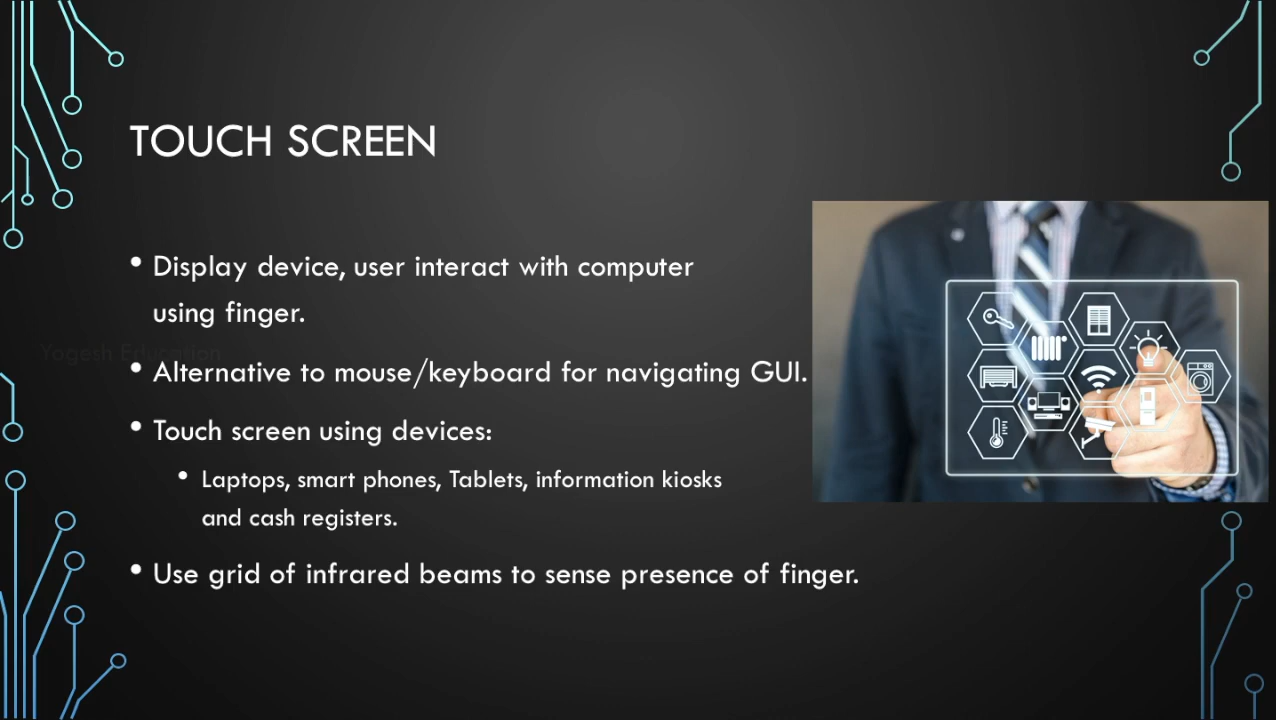 TOUCH SCREEN
• Display device, user interact with computer
using finger.
Yogesh Education
• Alternative to mouse/keyboard for navigating GUI.
• Touch screen using devices:
• Laptops, smart phones, Tablets, information kiosks
and cash registers.
• Use grid of infrared beams to sense presence of finger.